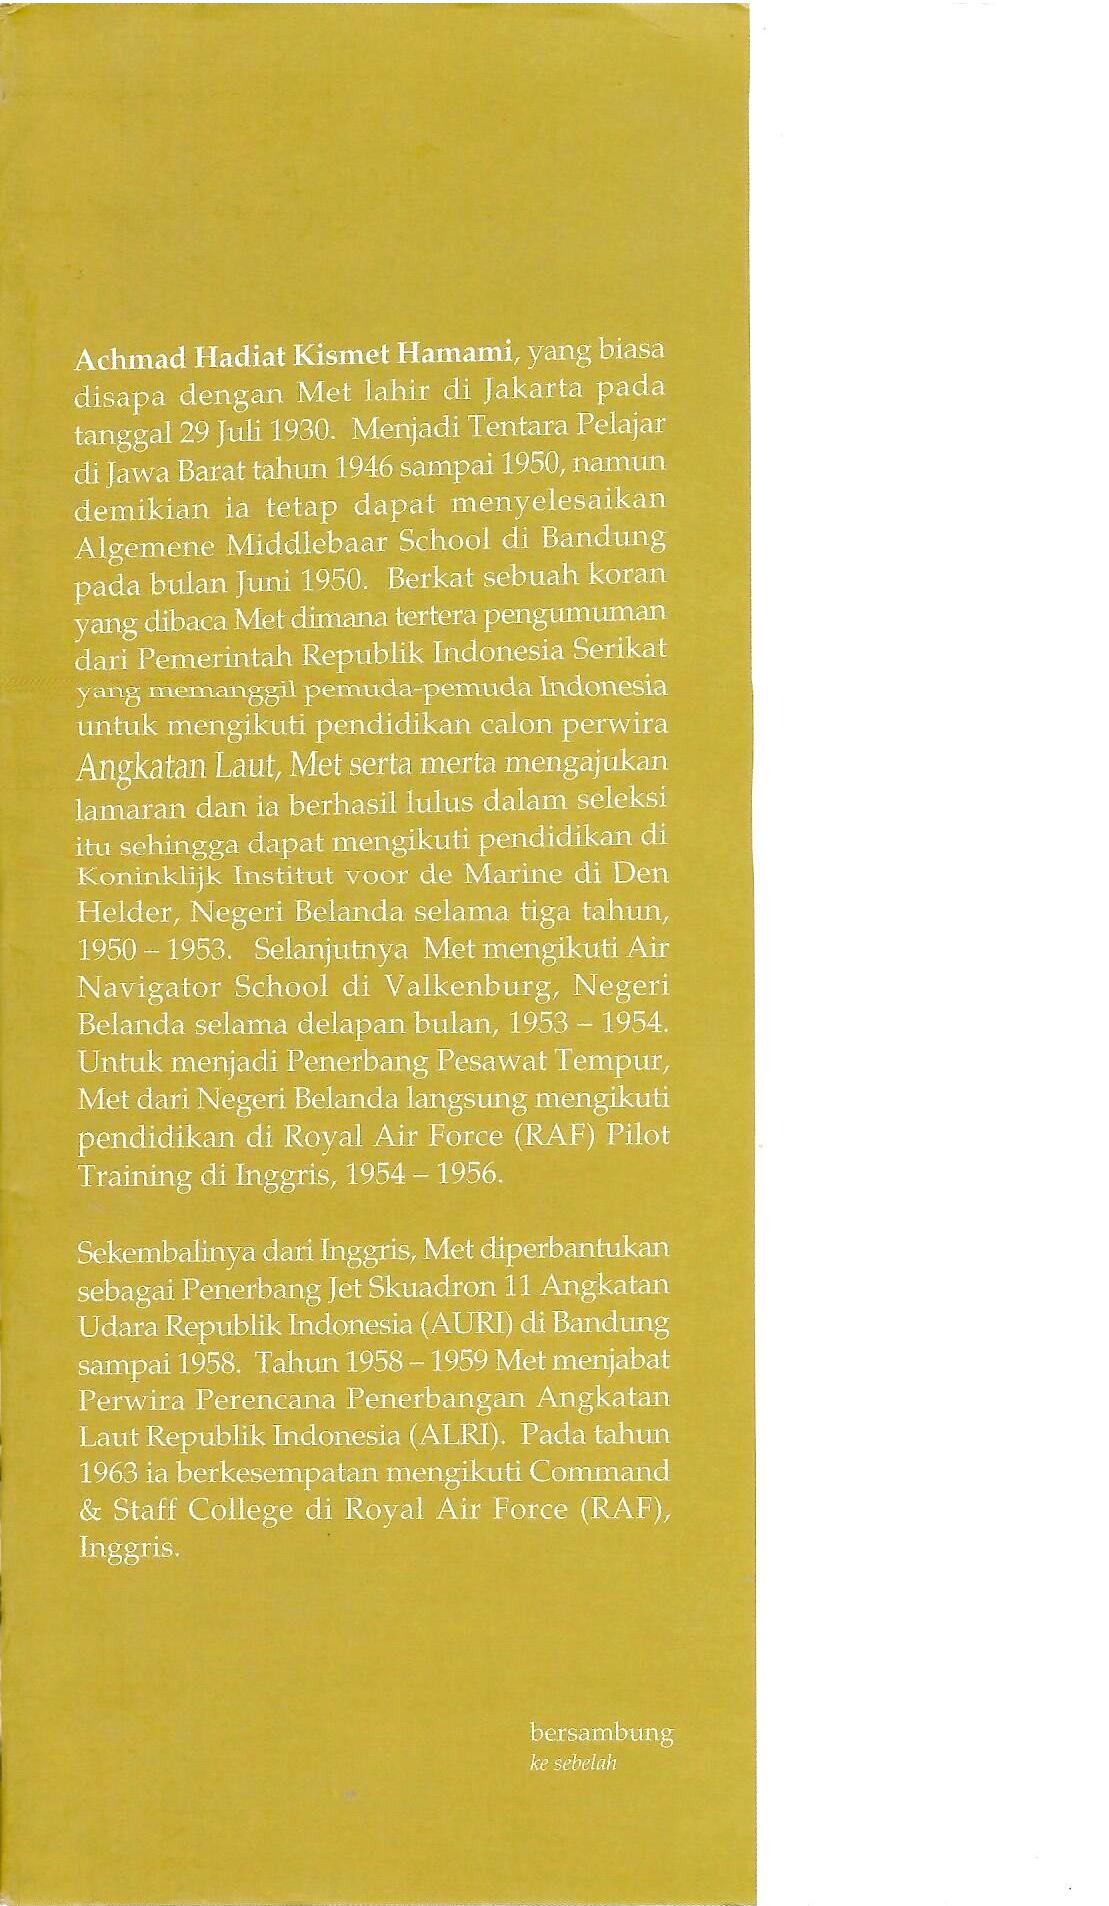 Achmad Hadiat Kismet Hamami, yang biasa
disapa dengan Met lahir di Jakarta pada
tanggal 29 Juli 1930. Menjadi Tentara Pelajar
di Jawa Barat tahun 1946 sampai 1950, namun
demikian ia tetap dapat menyelesaikan
Algemene Middlebaar School di Bandung
pada bulan Juni 1950. Berkat sebuah koran
yang dibaca Met dimana tertera pengumuman
dari Pemerintah Republik Indonesia Serikat
yang memanggil pemuda-pemuda Indonesia
untuk mengikuti pendidikan calon perwira
Angkatan Laut, Met serta merta mengajukan
lamaran dan ia berhasil lulus dalam seleksi
itu sehingga dapat mengikuti pendidikan di
Koninklijk Institut voor de Marine di Den
Helder, Negeri Belanda selama tiga tahun,
1950 – 1953. Selanjutnya Met mengikuti Air
Navigator School di Valkenburg, Negeri
Belanda selama delapan bulan, 1953 – 1954.
Untuk menjadi Penerbang Pesawat Tempur,
Met dari Negeri Belanda langsung mengikuti
pendidikan di Royal Air Force (RAF) Pilot
Training di Inggris, 1954 – 1956.
Sekembalinya dari Inggris, Met diperbantukan
sebagai Penerbang Jet Skuadron 11 Angkatan
Udara Republik Indonesia (AURI) di Bandung
sampai 1958. Tahun 1958 – 1959 Met menjabat
Perwira Perencana Penerbangan Angkatan
Laut Republik Indonesia (ALRI). Pada tahun
1963 ia berkesempatan mengikuti Command
& Staff College di Royal Air Force (RAF),
Inggris.
bersambung
ke sebelah